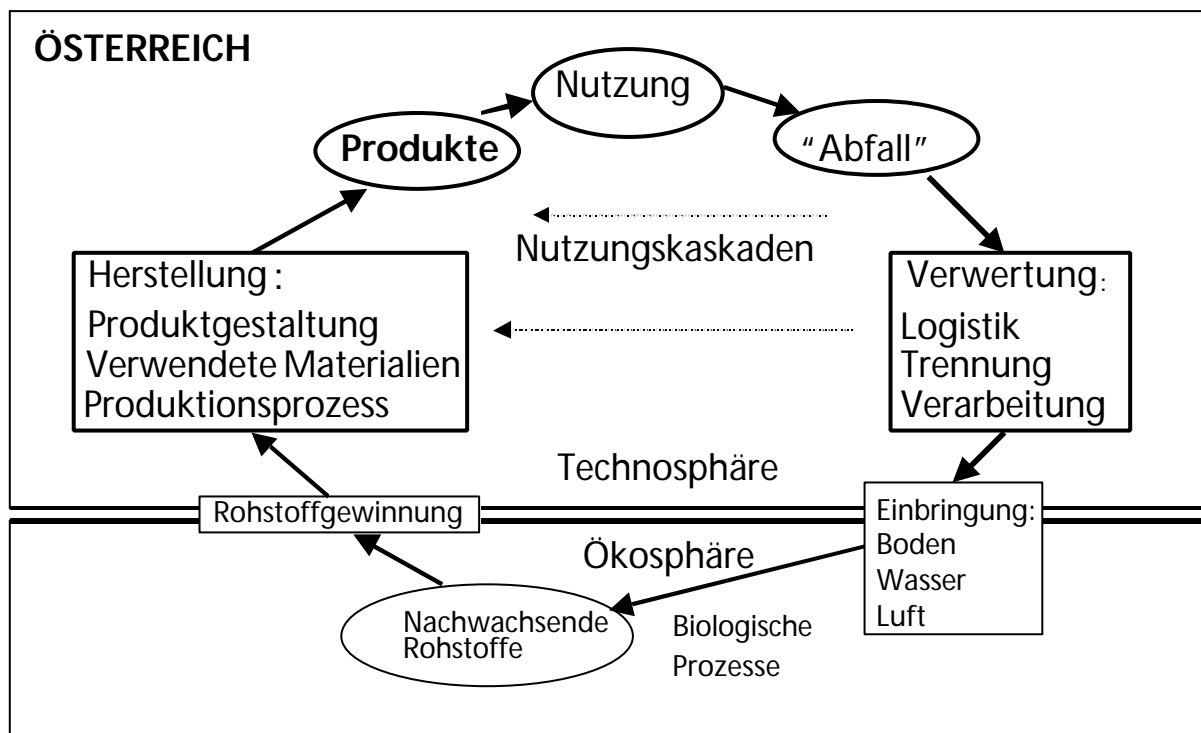 ÖSTERREICH
Nutzung
Produkte
“Abfall”
Nutzungskaskaden
Herstellung :
Produktgestaltung
Verwendete Materialien
Produktionsprozess
Verwertung:
Logistik
Trennung
Verarbeitung
Technosphäre
Rohstoffgewinnung
Einbringung:
Boden
Wasser
Luft
Ökosphäre
Nachwachsende
Rohstoffe
Biologische
Prozesse